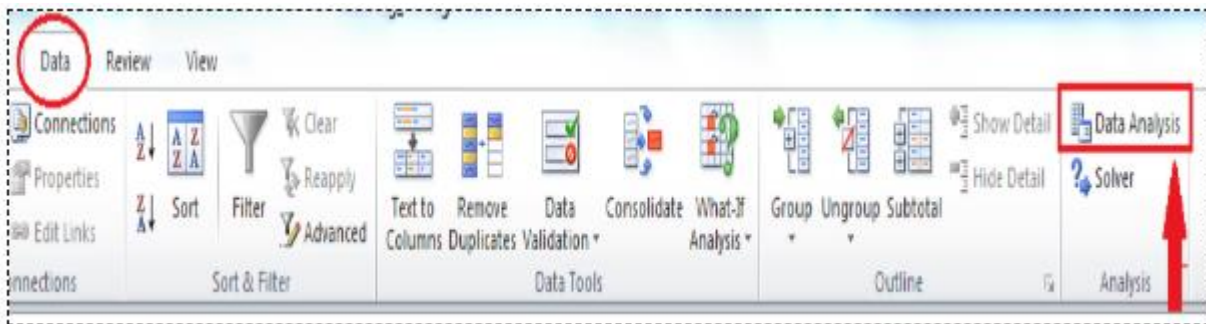 Data Review View
Connections
Properties
Edit Links
Sort
Filter
Clear
Reapply
Advanced
Sort & Filter
Text to
Columns
Remove
Duplicates
Data
Validation
Consolidate
What-If
Analysis
Data Tools
Group
Ungroup
Subtotal
Show Detail
Hide Detail
Outline
Data Analysis
Solver
Analysis